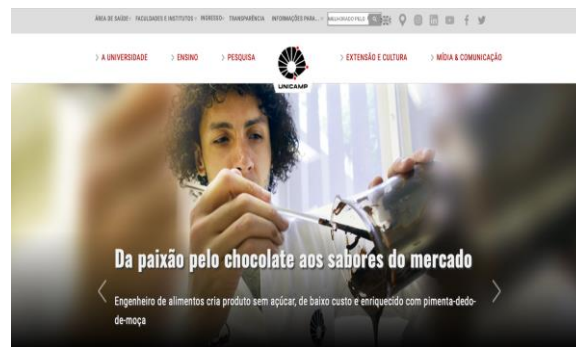 ÁREA DE SAÚDE FACULDADES E INSTITUTOS INGRESSO TRANSPARÊNCIA INFORMAÇÕES PARA... MELHORADO PELO
> A UNIVERSIDADE > ENSINO > PESQUISA > EXTENSÃO E CULTURA > MÍDIA & COMUNICAÇÃO
UNICAMP
Da paixão pelo chocolate aos sabores do mercado
Engenheiro de alimentos cria produto sem açúcar, de baixo custo e enriquecido com pimenta-dedo-
de-moça